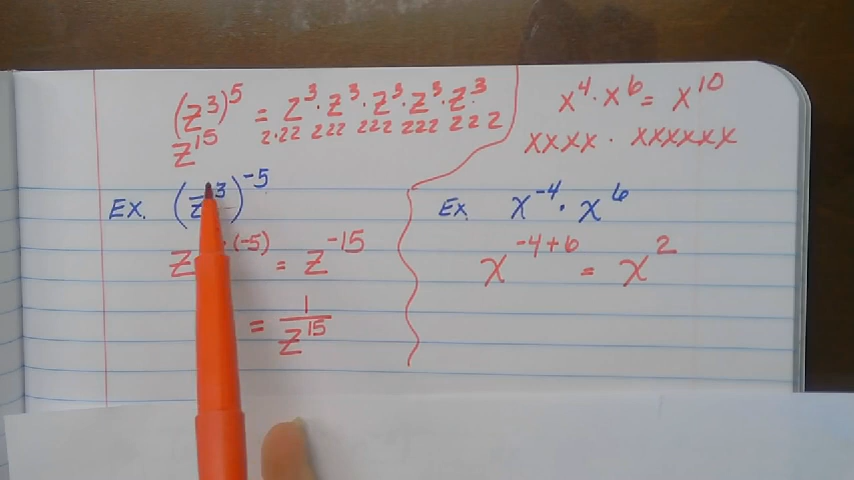 (z³)⁵ = z³·z³·z³·z³·z³
z·zz zzz zzz zzz zzz
z¹⁵
Ex. (z³)⁻⁵
z ·(-5) = z⁻¹⁵
= 1/z¹⁵
x⁴·x⁶ = x¹⁰
xxxx · xxxxxx
Ex. x⁻⁴·x⁶
x⁻⁴⁺⁶ = x²